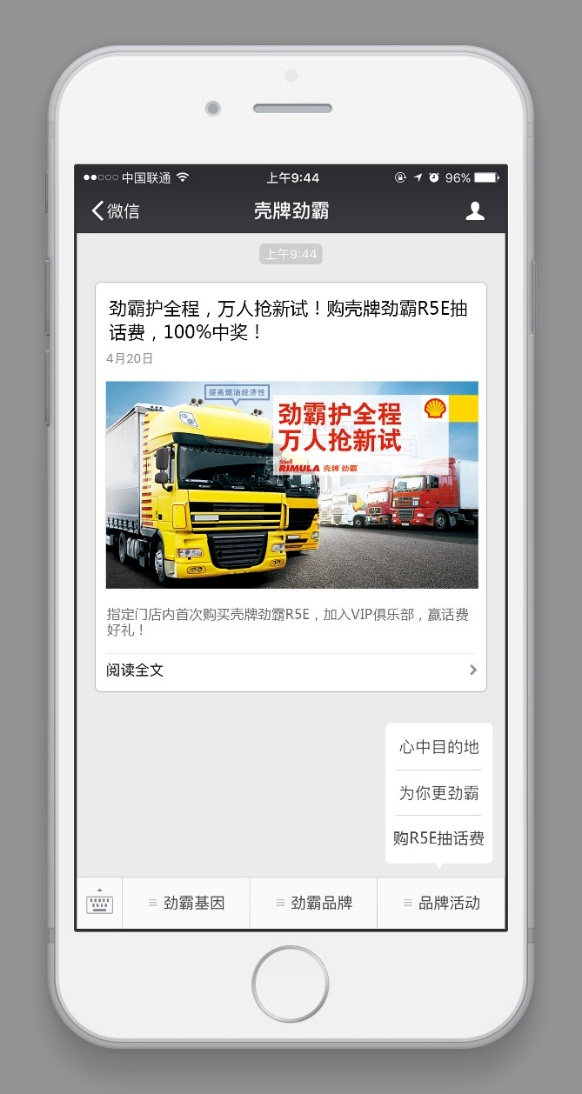 中国联通
上午9:44
96%
微信
壳牌劲霸
上午9:44
劲霸护全程，万人抢新试！购壳牌劲霸R5E抽
话费，100%中奖！
4月20日
提高燃油经济性
劲霸护全程
万人抢新试
Shell
RIMULA 壳牌 劲霸
指定门店内首次购买壳牌劲霸R5E，加入VIP俱乐部，赢话费
好礼！
阅读全文
心中目的地
为你更劲霸
购R5E抽话费
劲霸基因
劲霸品牌
品牌活动